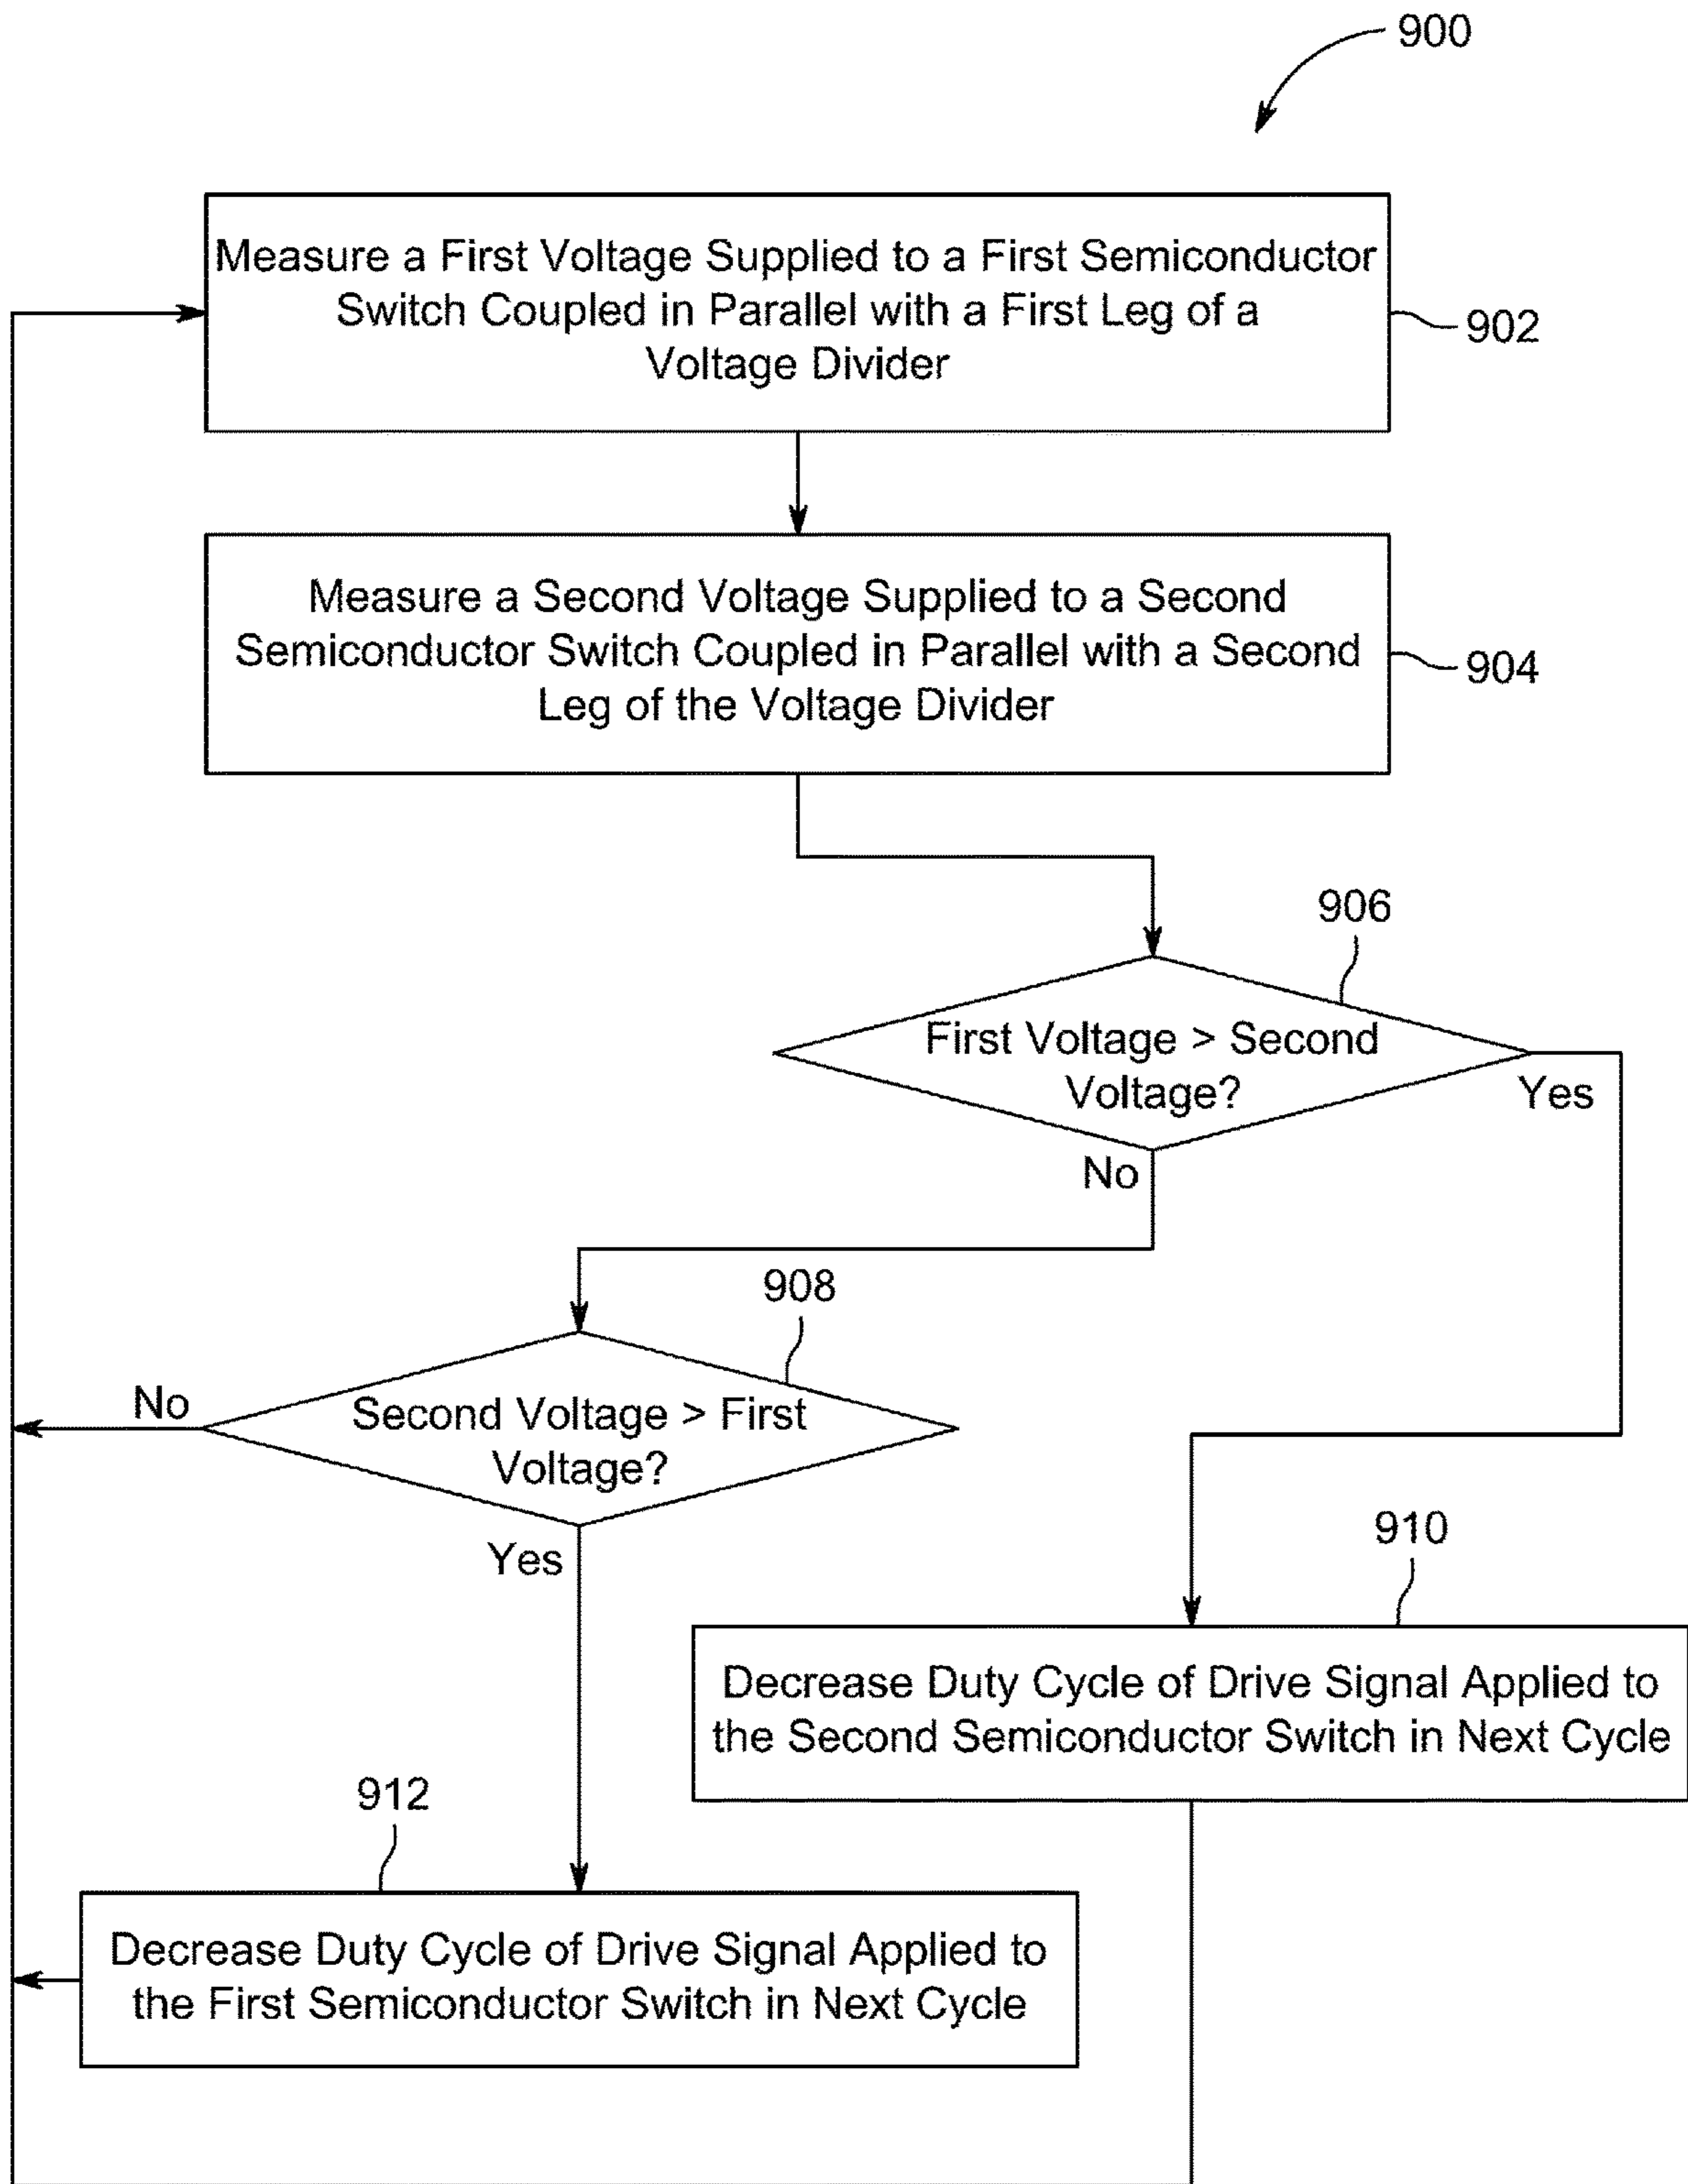 900
Measure a First Voltage Supplied to a First Semiconductor
Switch Coupled in Parallel with a First Leg of a
Voltage Divider
902
Measure a Second Voltage Supplied to a Second
Semiconductor Switch Coupled in Parallel with a Second
Leg of the Voltage Divider
904
906
First Voltage > Second
Voltage?
Yes
No
908
Second Voltage > First
Voltage?
No
Yes
910
Decrease Duty Cycle of Drive Signal Applied to
the Second Semiconductor Switch in Next Cycle
912
Decrease Duty Cycle of Drive Signal Applied to
the First Semiconductor Switch in Next Cycle